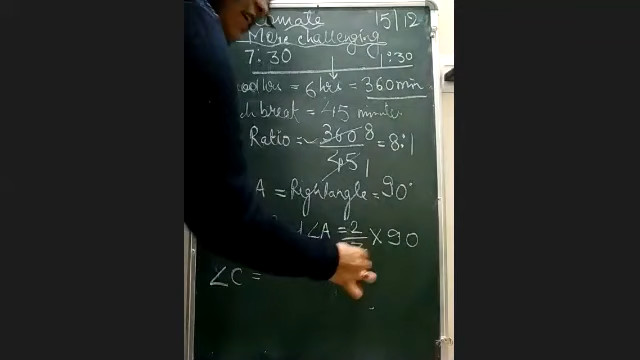 15/12
More challenging
7:30 1:30
= 6 hrs = 360 min
break = 45 minutes
Ratio = 360 8 = 8:1
45 1
A = Right angle = 90°
∠A = 2 × 90
∠C =